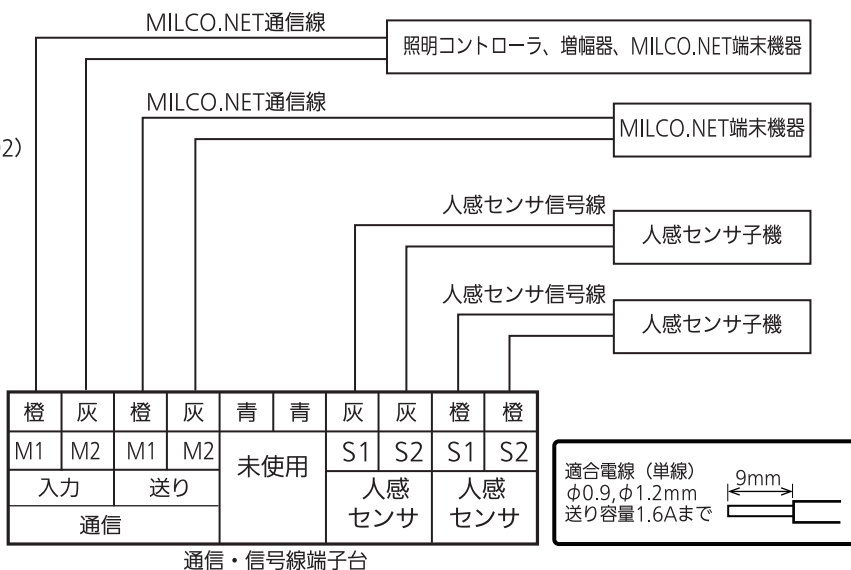 MILCO.NET通信線
照明コントローラ、増幅器、MILCO.NET端末機器
MILCO.NET通信線
2）
MILCO.NET端末機器
人感センサ信号線
人感センサ子機
人感センサ信号線
人感センサ子機
橙 灰 橙 灰 青 青 灰 灰 橙 橙
M1 M2 M1 M2 未使用 S1 S2 S1 S2
入力 送り 人感センサ 人感センサ
通信
通信・信号線端子台
適合電線（単線） 9mm
φ0.9,φ1.2mm
送り容量1.6Aまで